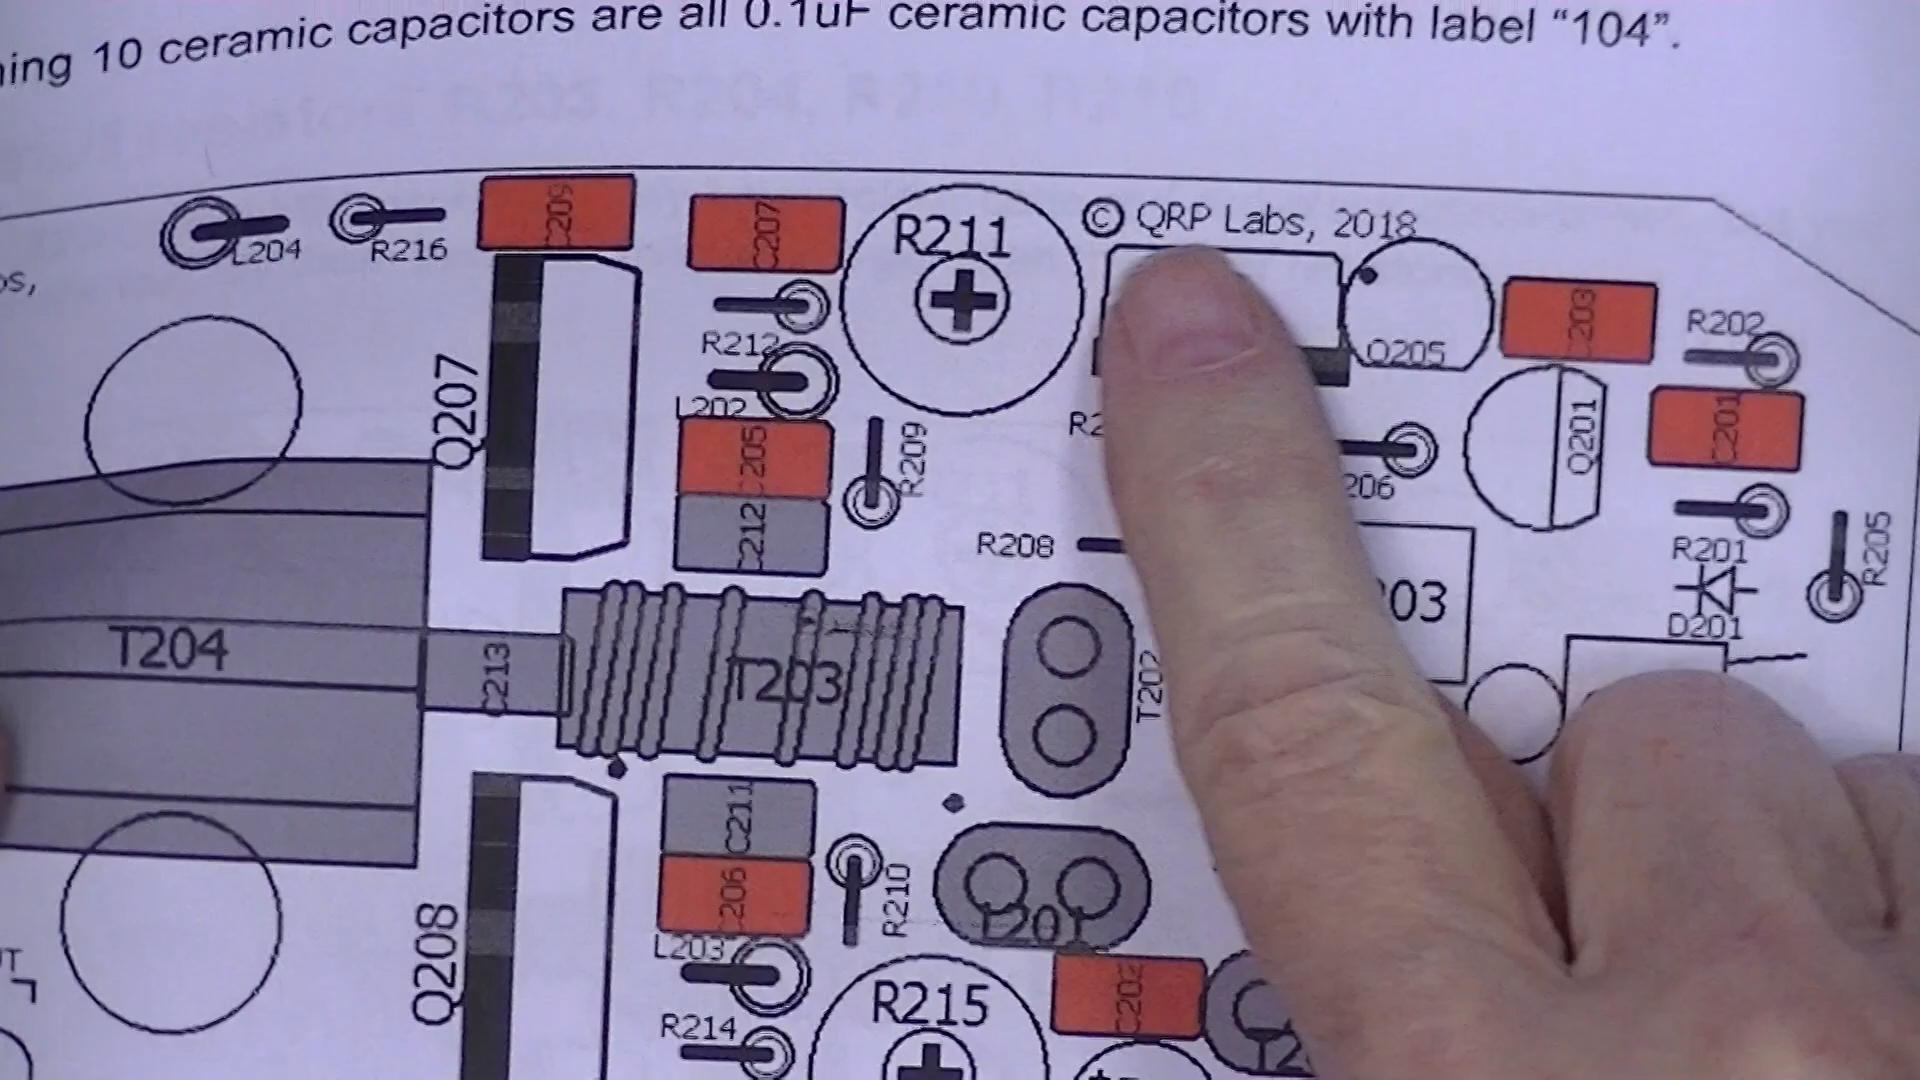 ning 10 ceramic capacitors are all 0.1uF ceramic capacitors with label “104”.
C209
C207
R211
© QRP Labs, 2018
L204
R216
C203
R202
R212
Q205
Q207
L202
C205
R209
C201
Q201
206
C212
R208
R201
R205
03
D201
T204
C213
T203
T202
C211
C206
R210
L203
Q208
C202
R215
R214